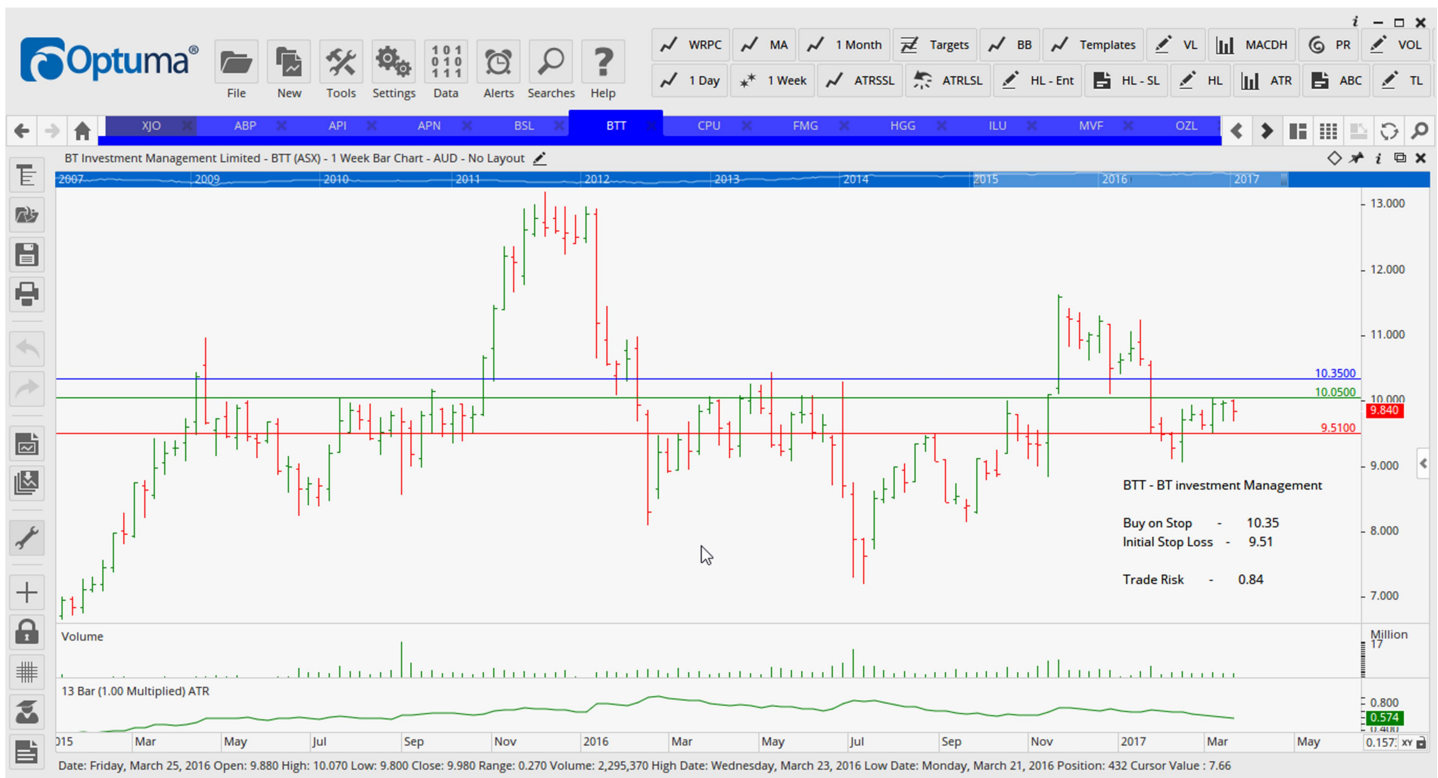 Optuma®
File
New
Tools
Settings
101
010
111
Data
Alerts
Searches
?
Help
WRPC
MA
1 Month
Targets
BB
Templates
VL
MACDH
PR
VOL
1 Day
1 Week
ATRSSL
ATRLSL
HL - Ent
HL - SL
HL
ATR
ABC
TL
XJO
ABP
API
APN
BSL
BTT
CPU
FMG
HGG
ILU
MVF
OZL
BT Investment Management Limited - BTT (ASX) - 1 Week Bar Chart - AUD - No Layout
2007 2009 2010 2011 2012 2013 2014 2015 2016 2017
13.000
12.000
11.000
10.3500
10.0500
10.000
9.840
9.5100
9.000
8.000
7.000
BTT - BT investment Management
Buy on Stop - 10.35
Initial Stop Loss - 9.51
Trade Risk - 0.84
Volume
Million
17
13 Bar (1.00 Multiplied) ATR
0.800
0.574
0.400
015 Mar May Jul Sep Nov 2016 Mar May Jul Sep Nov 2017 Mar May
0.157: XY
Date: Friday, March 25, 2016 Open: 9.880 High: 10.070 Low: 9.800 Close: 9.980 Range: 0.270 Volume: 2,295,370 High Date: Wednesday, March 23, 2016 Low Date: Monday, March 21, 2016 Position: 432 Cursor Value : 7.66